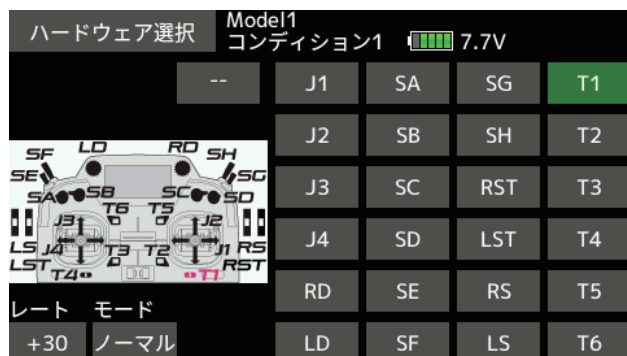 ハードウェア選択
Model1
コンディション1 7.7V
-- J1 SA SG T1
J2 SB SH T2
J3 SC RST T3
J4 SD LST T4
RD SE RS T5
LD SF LS T6
SF LD RD SH
SE SG
SA SB SC SD
T6 T5
J3 J2
LS J4 T3 T2 J1 RS
LST T4 T1 RST
レート モード
+30 ノーマル